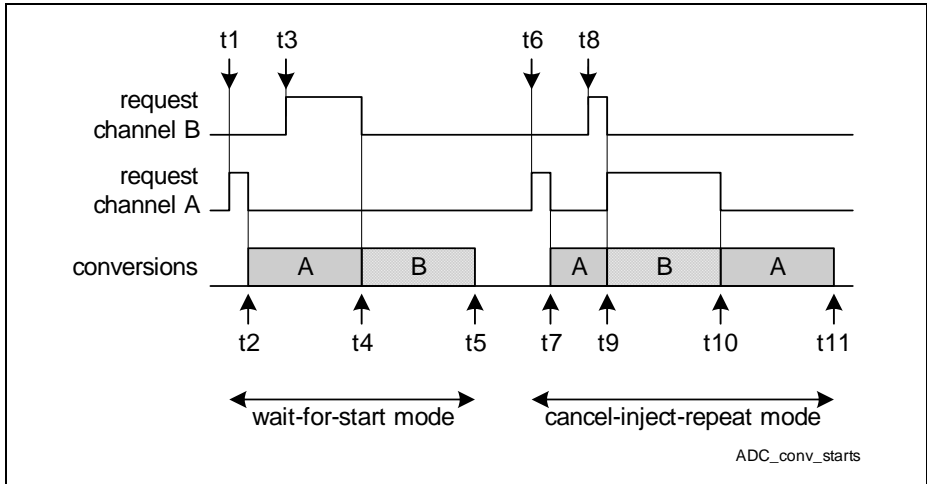 t1 t3 t6 t8
request
channel B
request
channel A
conversions A B A B A
t2 t4 t5 t7 t9 t10 t11
wait-for-start mode cancel-inject-repeat mode
ADC_conv_starts